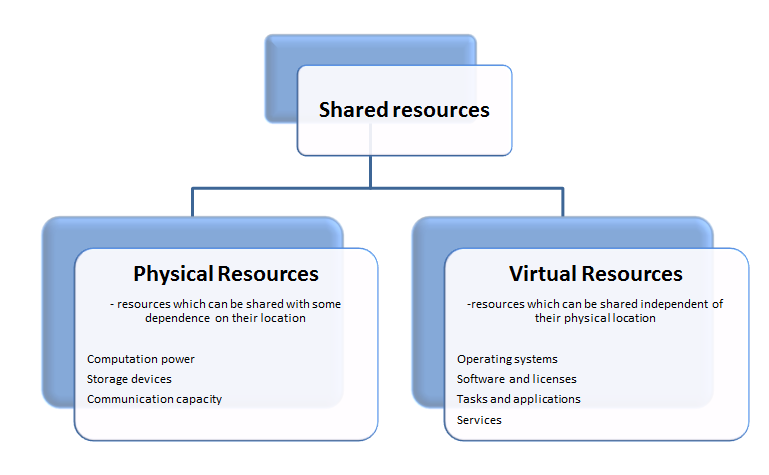 Shared resources
Physical Resources
- resources which can be shared with some
dependence on their location
Computation power
Storage devices
Communication capacity
Virtual Resources
-resources which can be shared independent of
their physical location
Operating systems
Software and licenses
Tasks and applications
Services